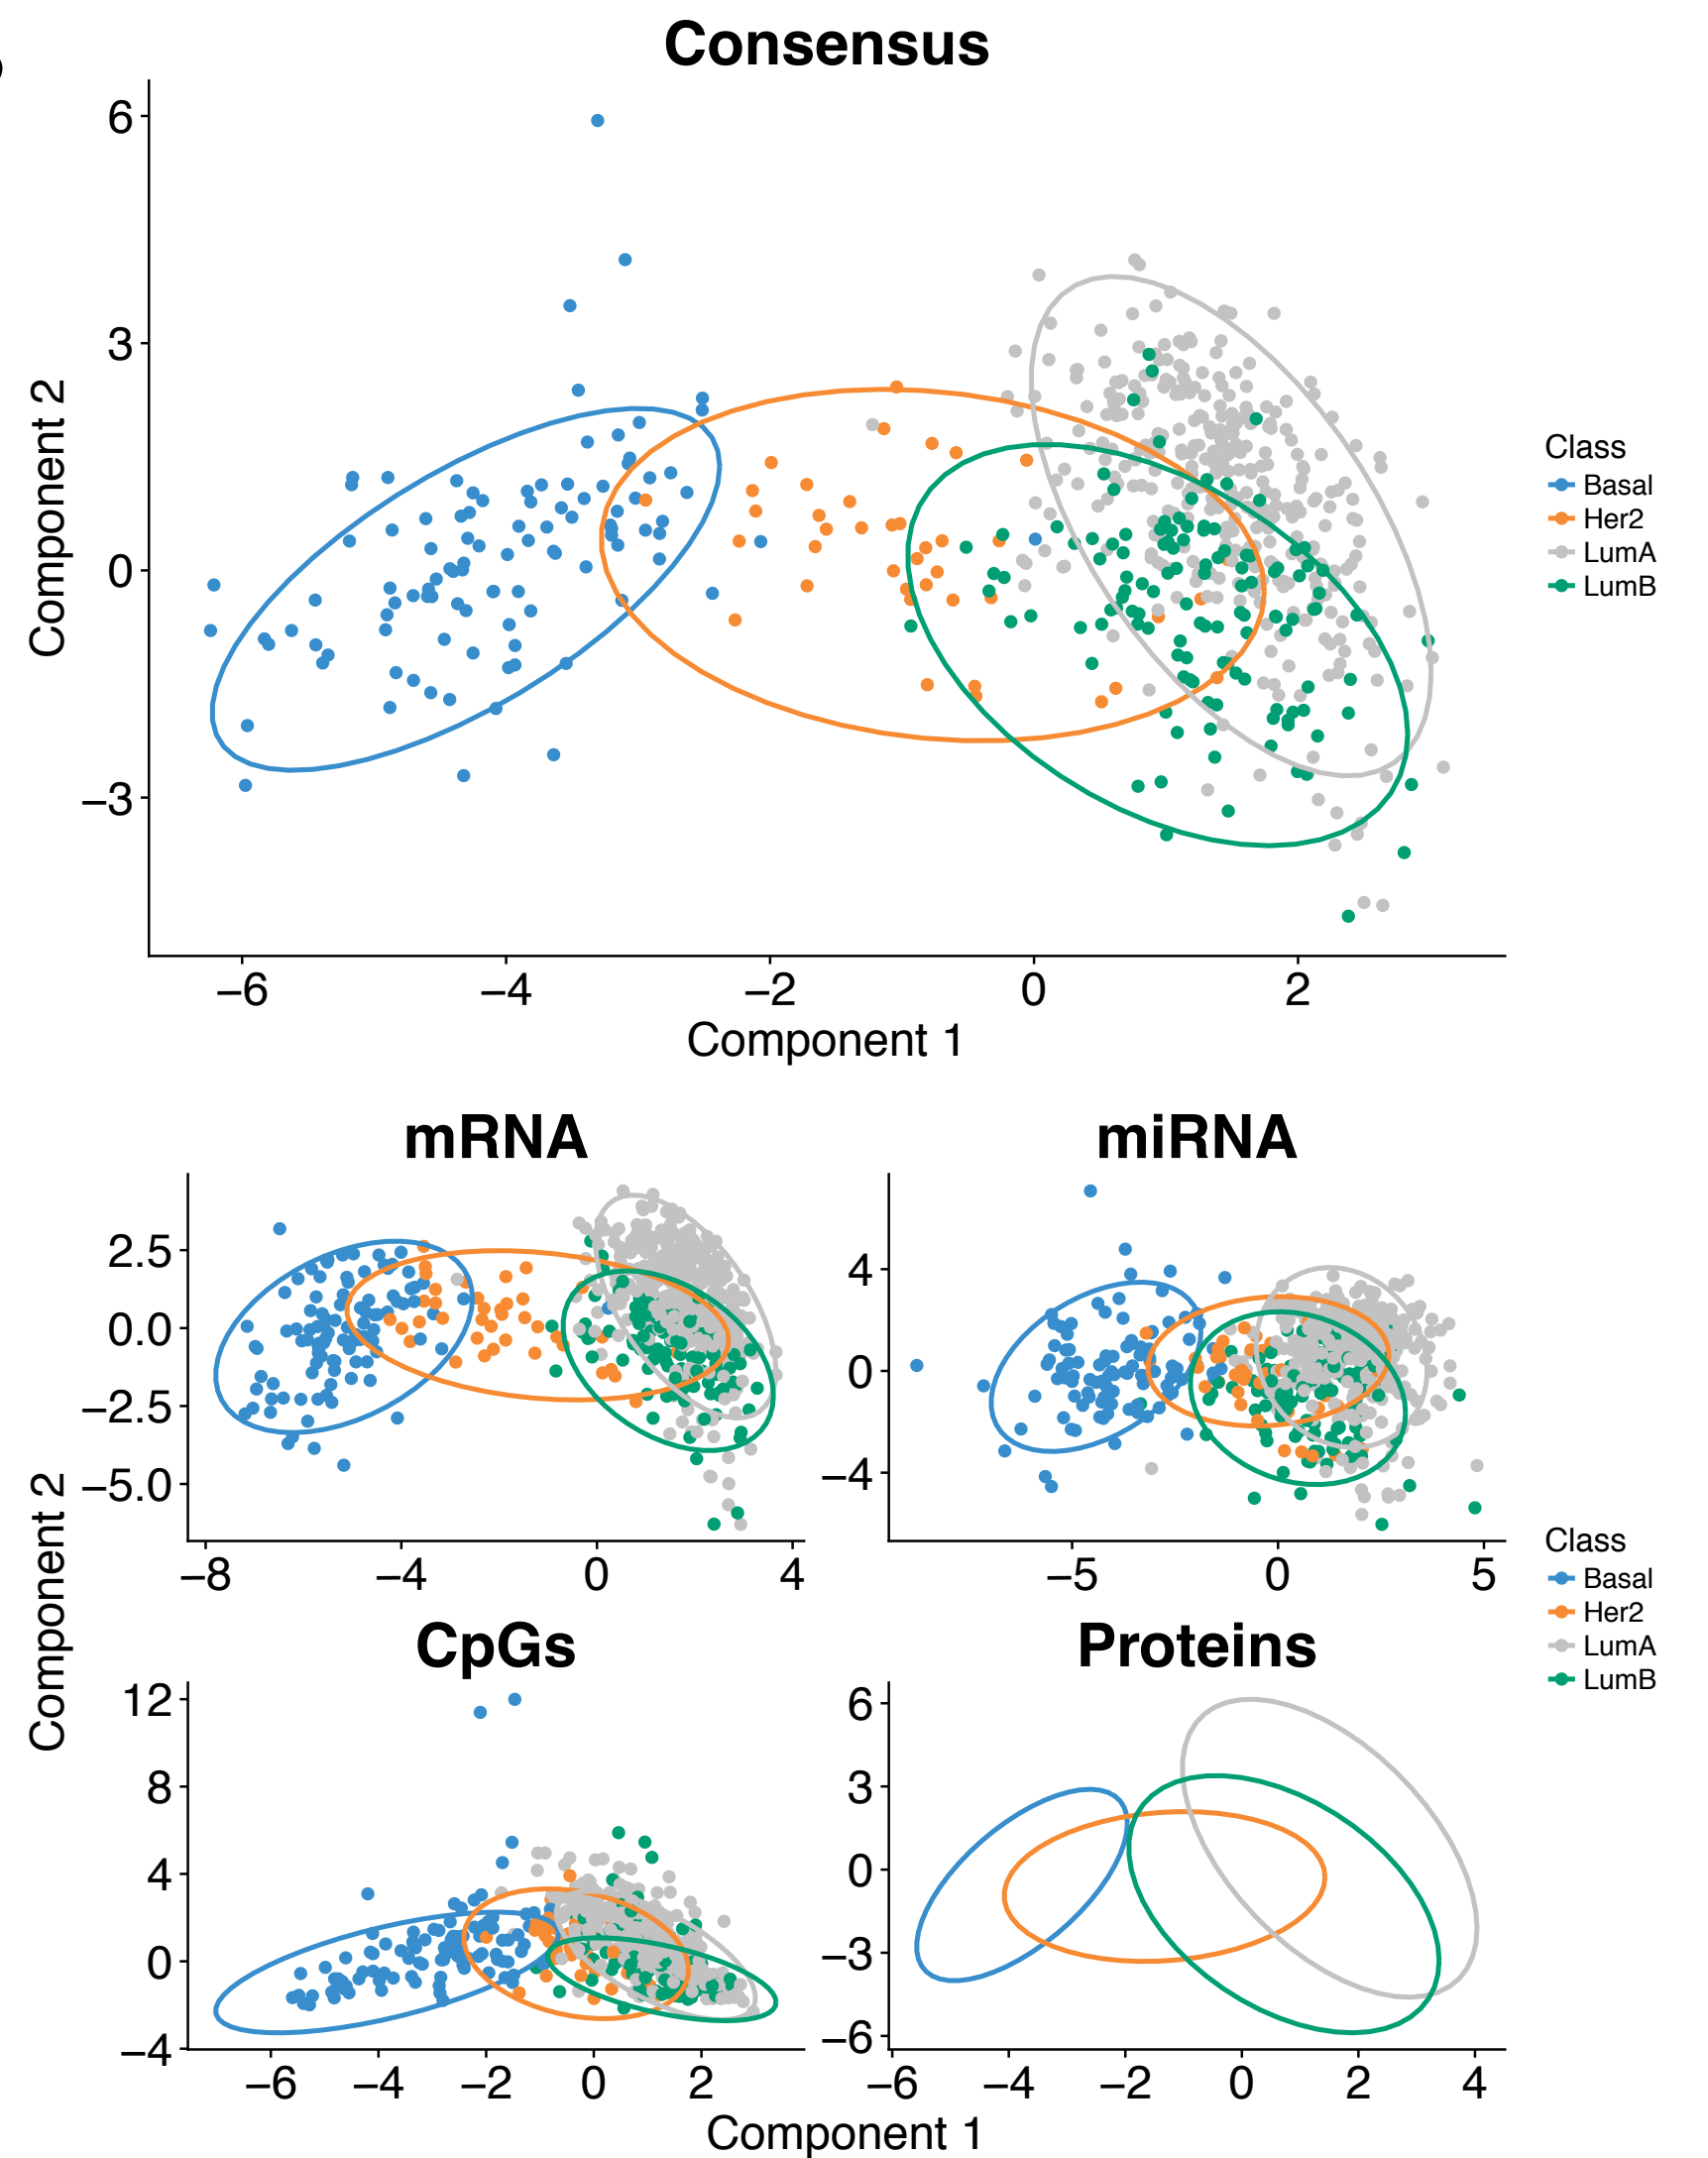 Consensus
6
3
0
−3
Component 2
−6 −4 −2 0 2
Component 1
Class
Basal
Her2
LumA
LumB
mRNA miRNA
2.5
0.0
−2.5
−5.0
−8 −4 0 4
4
0
−4
−5 0 5
Component 2
Class
Basal
Her2
LumA
LumB
CpGs Proteins
12
8
4
0
−4
−6 −4 −2 0 2
6
3
0
−3
−6
−6 −4 −2 0 2 4
Component 1